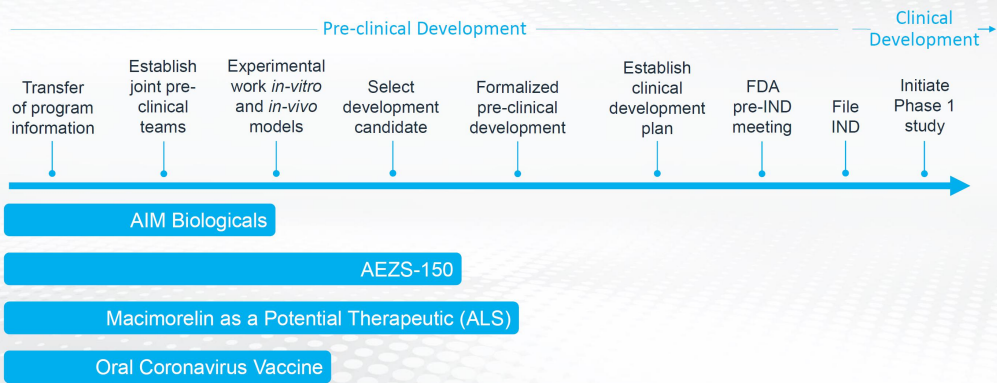 Pre-clinical Development
Clinical
Development
Transfer
of program
information
Establish
joint pre-
clinical
teams
Experimental
work in-vitro
and in-vivo
models
Select
development
candidate
Formalized
pre-clinical
development
Establish
clinical
development
plan
FDA
pre-IND
meeting
File
IND
Initiate
Phase 1
study
AIM Biologicals
AEZS-150
Macimorelin as a Potential Therapeutic (ALS)
Oral Coronavirus Vaccine